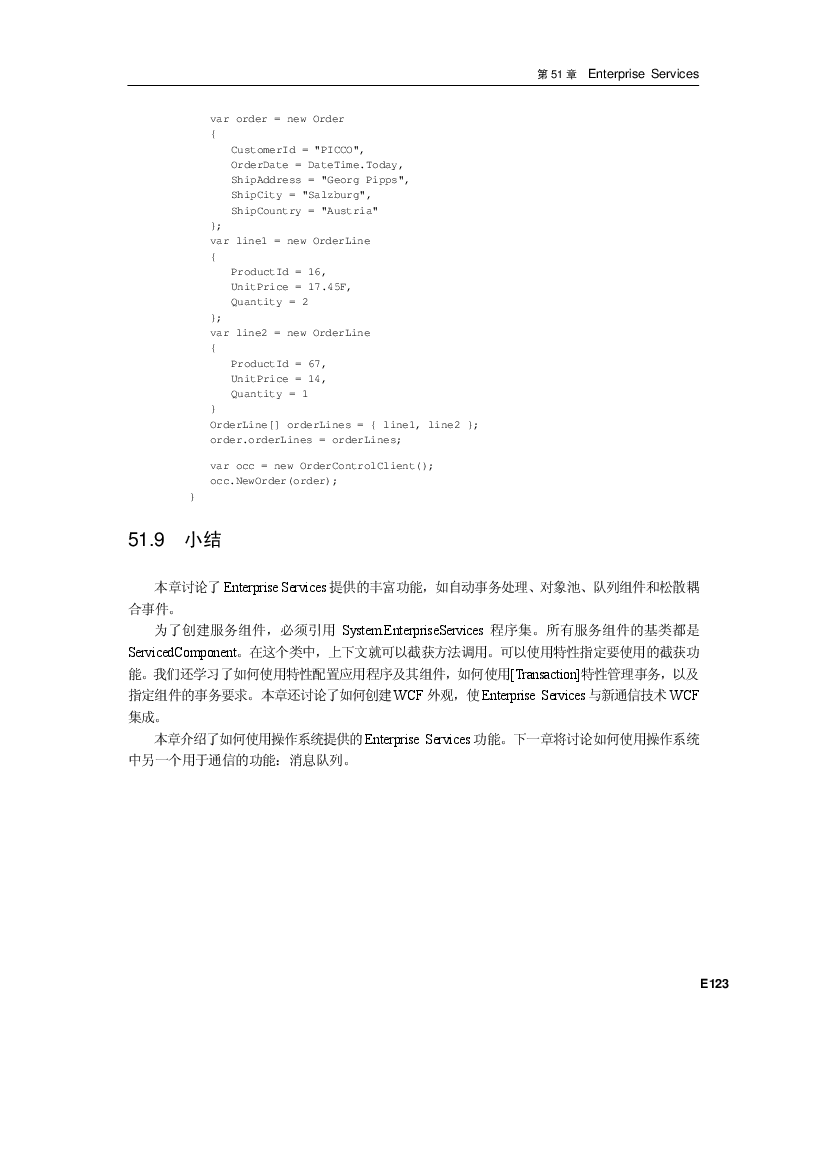 第 51 章 Enterprise Services
var order = new Order
{
CustomerId = "PICCO",
OrderDate = DateTime.Today,
ShipAddress = "Georg Pipps",
ShipCity = "Salzburg",
ShipCountry = "Austria"
};
var line1 = new OrderLine
{
ProductId = 16,
UnitPrice = 17.45F,
Quantity = 2
};
var line2 = new OrderLine
{
ProductId = 67,
UnitPrice = 14,
Quantity = 1
}
OrderLine[] orderLines = { line1, line2 };
order.orderLines = orderLines;
var occ = new OrderControlClient();
occ.NewOrder(order);
}
51.9 小结
本章讨论了 Enterprise Services 提供的丰富功能，如自动事务处理、对象池、队列组件和松散耦
合事件。
为了创建服务组件，必须引用 System.EnterpriseServices 程序集。所有服务组件的基类都是
ServicedComponent。在这个类中，上下文就可以截获方法调用。可以使用特性指定要使用的截获功
能。我们还学习了如何使用特性配置应用程序及其组件，如何使用[Transaction]特性管理事务，以及
指定组件的事务要求。本章还讨论了如何创建 WCF 外观，使 Enterprise Services 与新通信技术 WCF
集成。
本章介绍了如何使用操作系统提供的 Enterprise Services 功能。下一章将讨论如何使用操作系统
中另一个用于通信的功能：消息队列。
E123